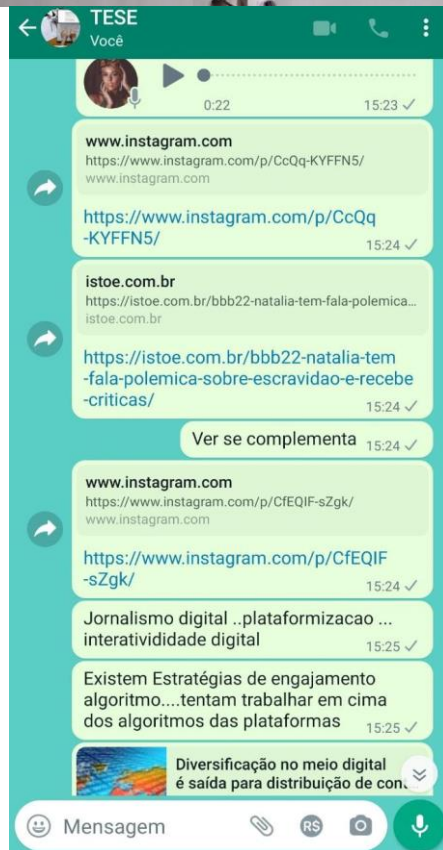 TESE
Você
0:22
15:23
www.instagram.com
https://www.instagram.com/p/CcQq-KYFFN5/
www.instagram.com
https://www.instagram.com/p/CcQq
-KYFFN5/
15:24
istoe.com.br
https://istoe.com.br/bbb22-natalia-tem-fala-polemica...
istoe.com.br
https://istoe.com.br/bbb22-natalia-tem
-fala-polemica-sobre-escravidao-e-recebe
-criticas/
15:24
Ver se complementa 15:24
www.instagram.com
https://www.instagram.com/p/CfEQIF-sZgk/
www.instagram.com
https://www.instagram.com/p/CfEQIF
-sZgk/
15:24
Jornalismo digital ..plataformizacao ...
interativididade digital
15:25
Existem Estratégias de engajamento
algoritmo....tentam trabalhar em cima
dos algoritmos das plataformas
15:25
Diversificação no meio digital
é saída para distribuição de con...
Mensagem
R$